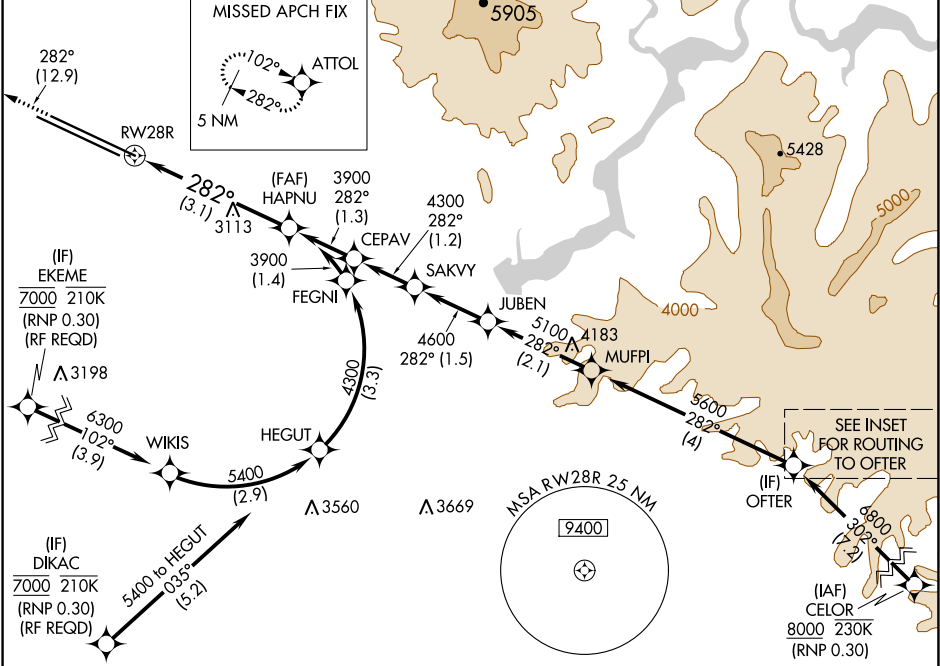 MISSED APCH FIX
102°
ATTOL
282°
5 NM
5905
282°
(12.9)
RW28R
282°
(3.1)
3113
(FAF)
HAPNU
3900
282°
(1.3)
CEPAV
4300
282°
(1.2)
SAKVY
3900
(1.4)
FEGNI
JUBEN
4600
282° (1.5)
5100
282°
(2.1)
4183
MUFPI
5428
5000
4000
5600
282°
(4)
SEE INSET
FOR ROUTING
TO OFTER
(IF)
OFTER
6800
302°
(7.2)
(IAF)
CELOR
8000 230K
(RNP 0.30)
(IF)
EKEME
7000 210K
(RNP 0.30)
(RF REQD)
3198
6300
102°
(3.9)
WIKIS
5400
(2.9)
HEGUT
4300
(3.3)
3560
3669
5400 to HEGUT
035°
(5.2)
(IF)
DIKAC
7000 210K
(RNP 0.30)
(RF REQD)
MSA RW28R 25 NM
9400